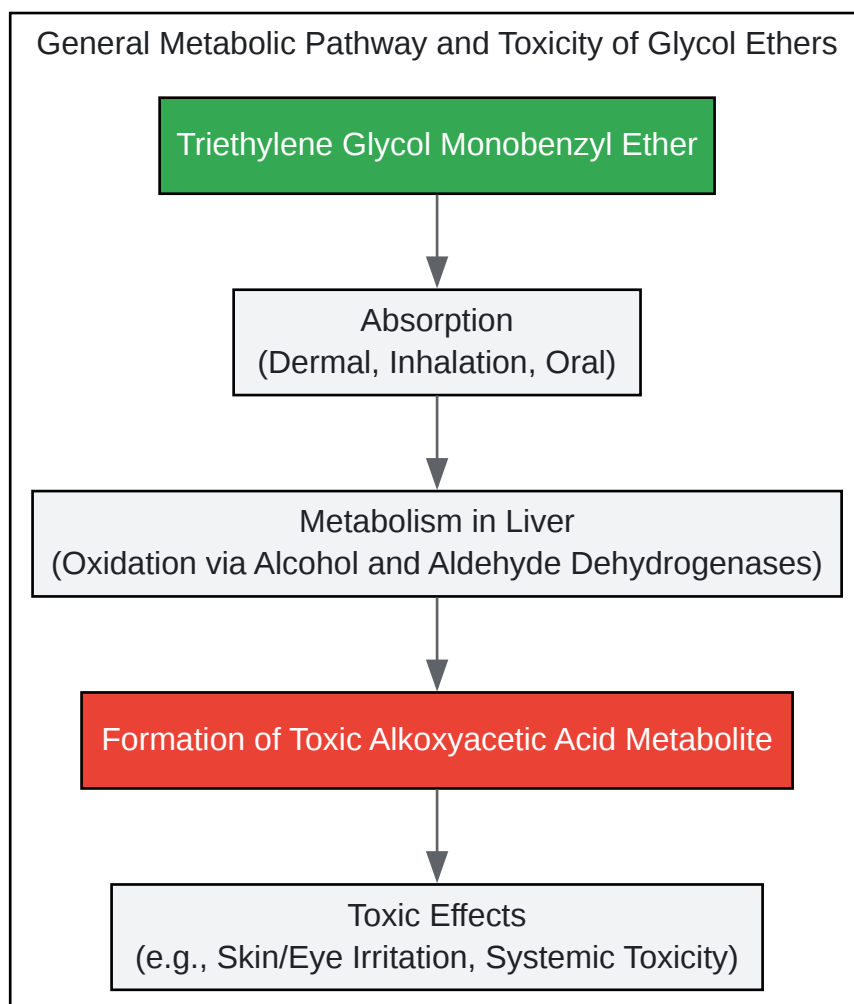 General Metabolic Pathway and Toxicity of Glycol Ethers
Triethylene Glycol Monobenzyl Ether
Absorption
(Dermal, Inhalation, Oral)
Metabolism in Liver
(Oxidation via Alcohol and Aldehyde Dehydrogenases)
Formation of Toxic Alkoxyacetic Acid Metabolite
Toxic Effects
(e.g., Skin/Eye Irritation, Systemic Toxicity)